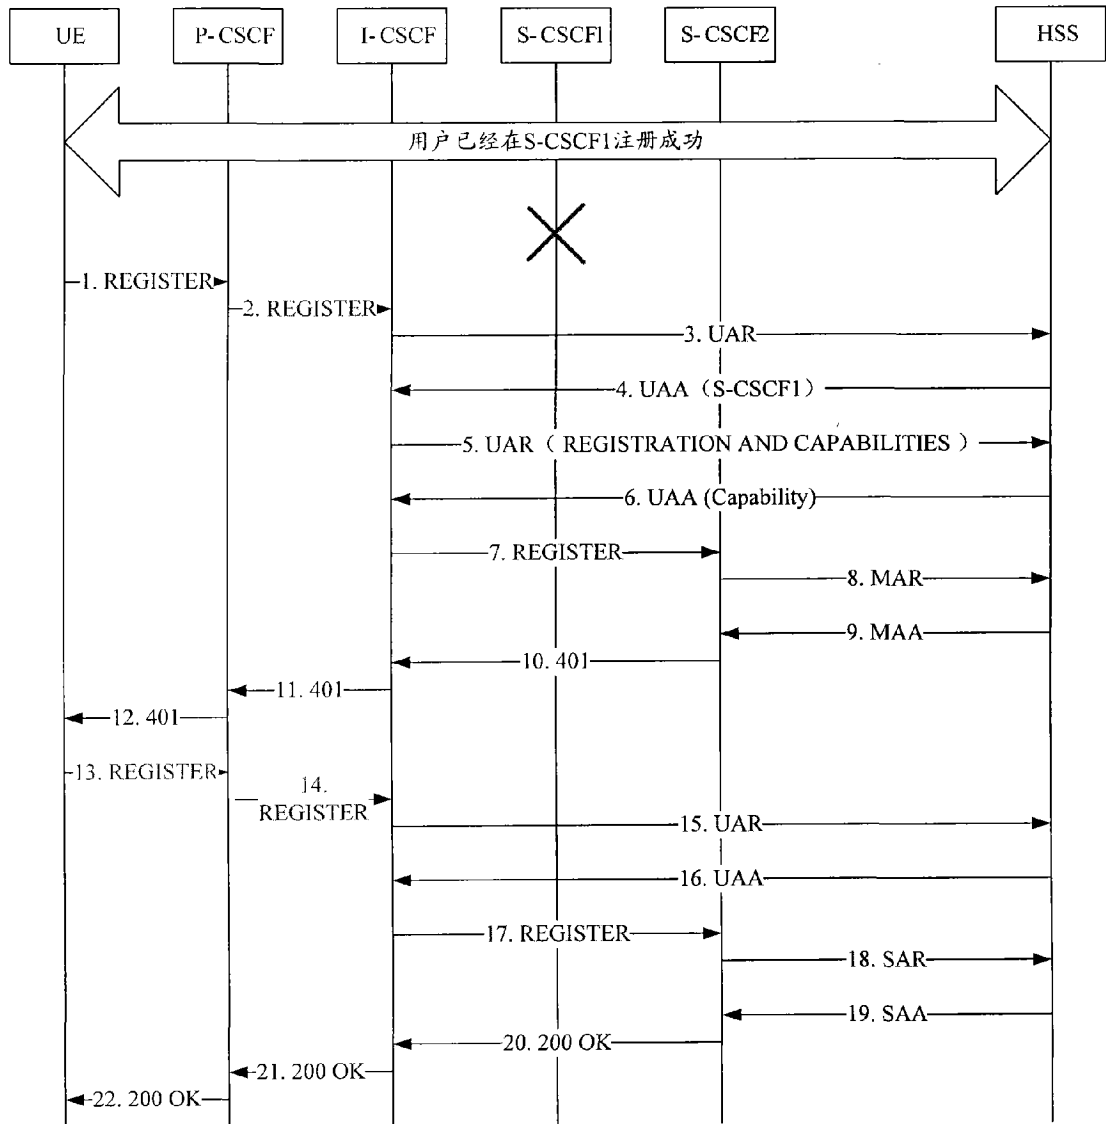 UE
P-CSCF
I-CSCF
S-CSCF1
S-CSCF2
HSS
用户已经在S-CSCF1注册成功
1. REGISTER
2. REGISTER
3. UAR
4. UAA（S-CSCF1）
5. UAR（ REGISTRATION AND CAPABILITIES ）
6. UAA (Capability)
7. REGISTER
8. MAR
9. MAA
10. 401
11. 401
12. 401
13. REGISTER
14.
REGISTER
15. UAR
16. UAA
17. REGISTER
18. SAR
19. SAA
20. 200 OK
21. 200 OK
22. 200 OK